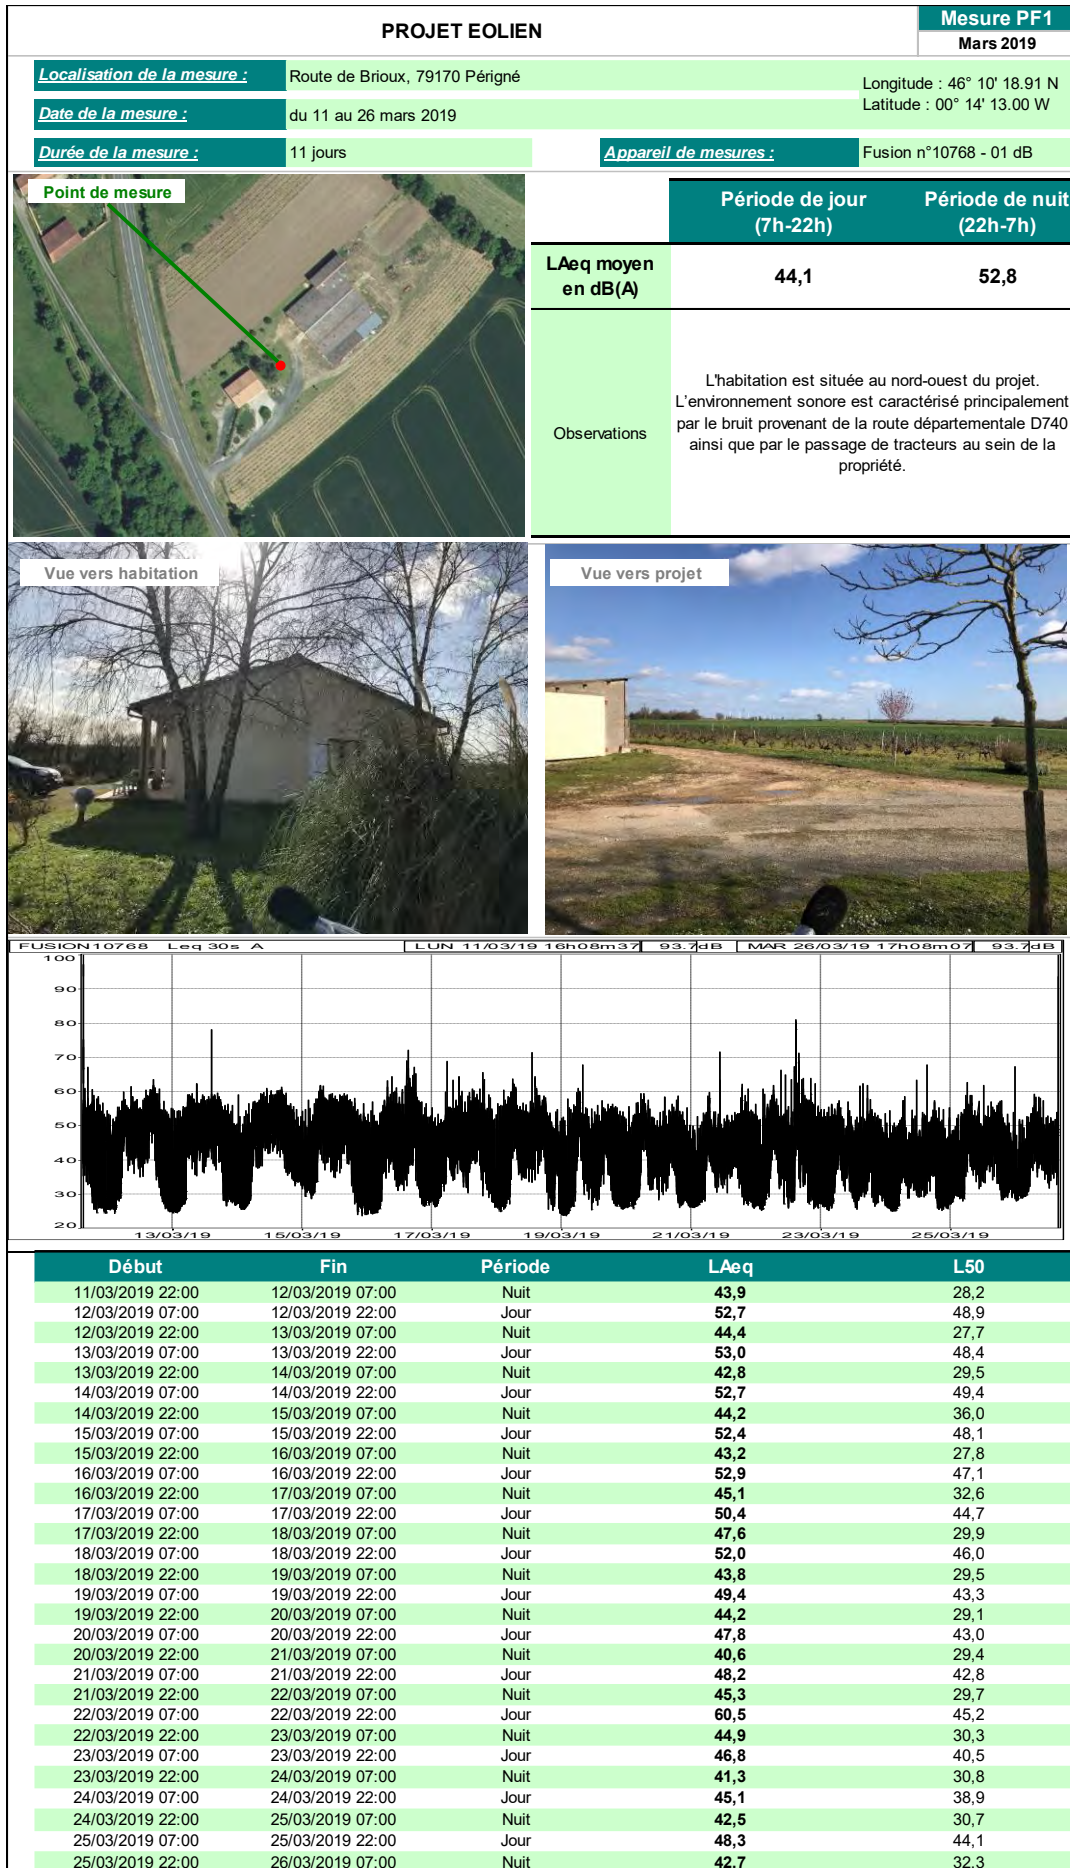 PROJET EOLIEN
Mesure PF1
Mars 2019
Localisation de la mesure :
Route de Brioux, 79170 Périgné
Longitude : 46° 10' 18.91 N
Latitude : 00° 14' 13.00 W
Date de la mesure :
du 11 au 26 mars 2019
Durée de la mesure :
11 jours
Appareil de mesures :
Fusion n°10768 - 01 dB
Point de mesure
Période de jour
(7h-22h)
Période de nuit
(22h-7h)
LAeq moyen
en dB(A)
44,1
52,8
Observations
L'habitation est située au nord-ouest du projet.
L'environnement sonore est caractérisé principalement
par le bruit provenant de la route départementale D740
ainsi que par le passage de tracteurs au sein de la
propriété.
Vue vers habitation
Vue vers projet
FUSION10768 Leq 30s A LUN 11/03/19 16h08m37 93.7dB MAR 26/03/19 17h08m07 93.7dB
100
90
80
70
60
50
40
30
20
13/03/19 15/03/19 17/03/19 19/03/19 21/03/19 23/03/19 25/03/19
Début Fin Période LAeq L50
11/03/2019 22:00 12/03/2019 07:00 Nuit 43,9 28,2
12/03/2019 07:00 12/03/2019 22:00 Jour 52,7 48,9
12/03/2019 22:00 13/03/2019 07:00 Nuit 44,4 27,7
13/03/2019 07:00 13/03/2019 22:00 Jour 53,0 48,4
13/03/2019 22:00 14/03/2019 07:00 Nuit 42,8 29,5
14/03/2019 07:00 14/03/2019 22:00 Jour 52,7 49,4
14/03/2019 22:00 15/03/2019 07:00 Nuit 44,2 36,0
15/03/2019 07:00 15/03/2019 22:00 Jour 52,4 48,1
15/03/2019 22:00 16/03/2019 07:00 Nuit 43,2 27,8
16/03/2019 07:00 16/03/2019 22:00 Jour 52,9 47,1
16/03/2019 22:00 17/03/2019 07:00 Nuit 45,1 32,6
17/03/2019 07:00 17/03/2019 22:00 Jour 50,4 44,7
17/03/2019 22:00 18/03/2019 07:00 Nuit 47,6 29,9
18/03/2019 07:00 18/03/2019 22:00 Jour 52,0 46,0
18/03/2019 22:00 19/03/2019 07:00 Nuit 43,8 29,5
19/03/2019 07:00 19/03/2019 22:00 Jour 49,4 43,3
19/03/2019 22:00 20/03/2019 07:00 Nuit 44,2 29,1
20/03/2019 07:00 20/03/2019 22:00 Jour 47,8 43,0
20/03/2019 22:00 21/03/2019 07:00 Nuit 40,6 29,4
21/03/2019 07:00 21/03/2019 22:00 Jour 48,2 42,8
21/03/2019 22:00 22/03/2019 07:00 Nuit 45,3 29,7
22/03/2019 07:00 22/03/2019 22:00 Jour 60,5 45,2
22/03/2019 22:00 23/03/2019 07:00 Nuit 44,9 30,3
23/03/2019 07:00 23/03/2019 22:00 Jour 46,8 40,5
23/03/2019 22:00 24/03/2019 07:00 Nuit 41,3 30,8
24/03/2019 07:00 24/03/2019 22:00 Jour 45,1 38,9
24/03/2019 22:00 25/03/2019 07:00 Nuit 42,5 30,7
25/03/2019 07:00 25/03/2019 22:00 Jour 48,3 44,1
25/03/2019 22:00 26/03/2019 07:00 Nuit 42,7 32,3